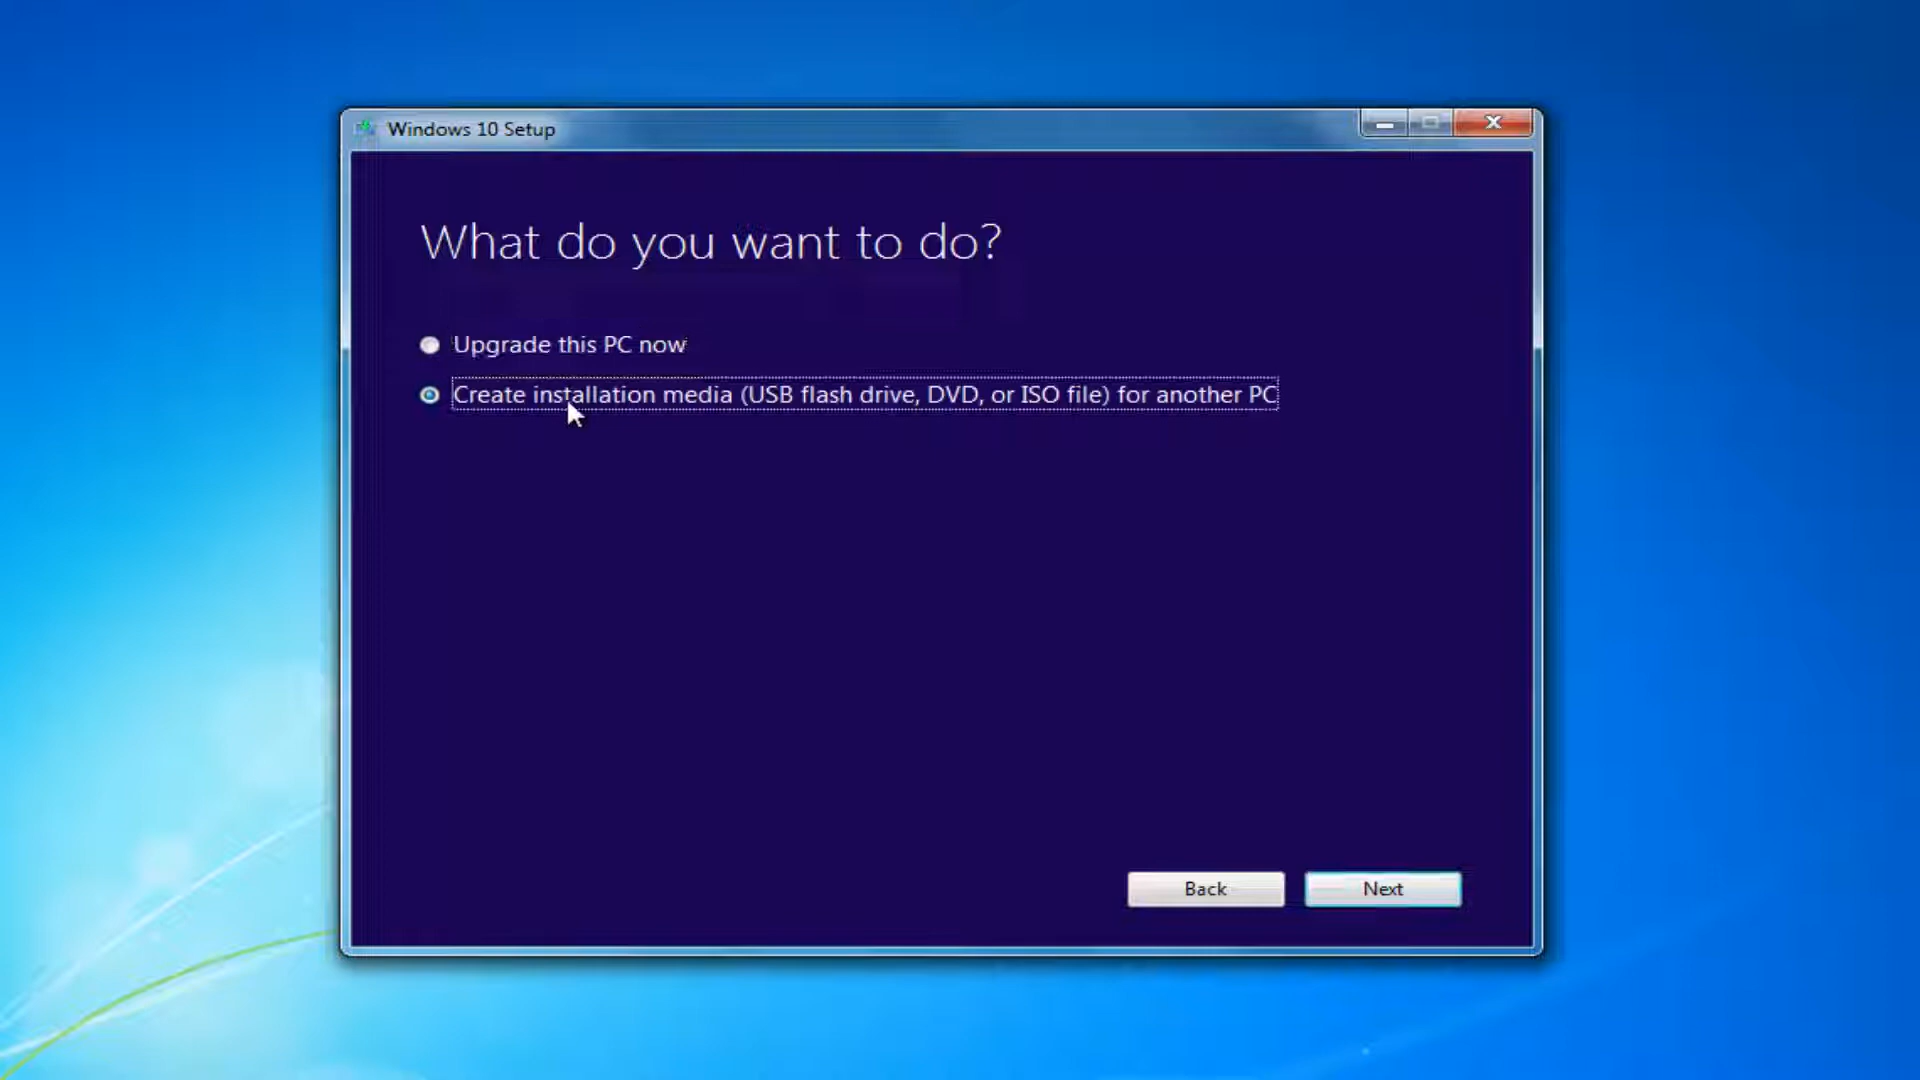 Windows 10 Setup
What do you want to do?
Upgrade this PC now
Create installation media (USB flash drive, DVD, or ISO file) for another PC
Back
Next